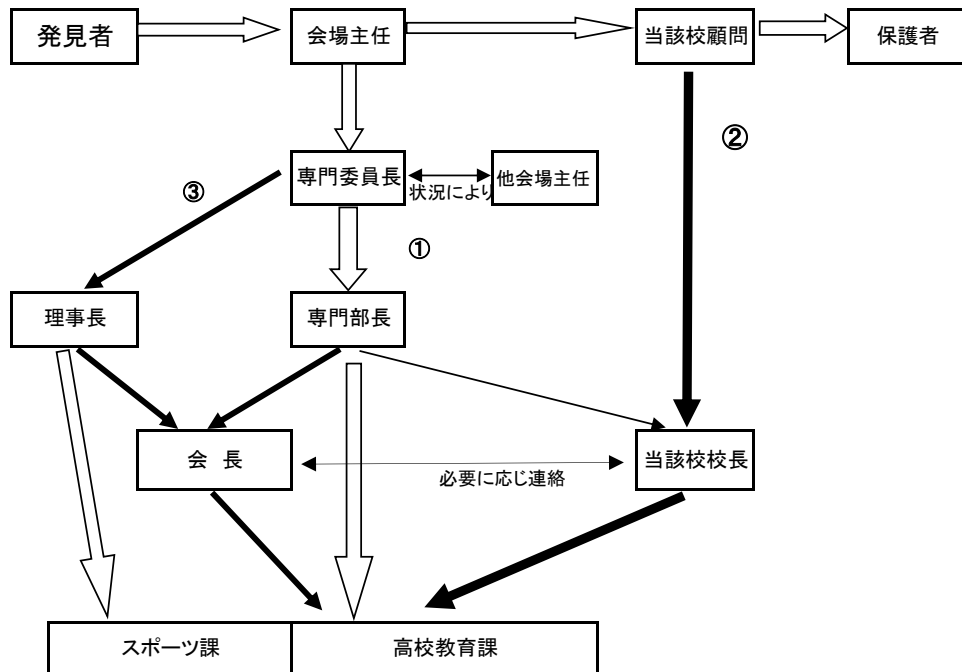 発見者
会場主任
当該校顧問
保護者
②
専門委員長
状況により
他会場主任
③
①
理事長
専門部長
会 長
必要に応じ連絡
当該校校長
スポーツ課
高校教育課